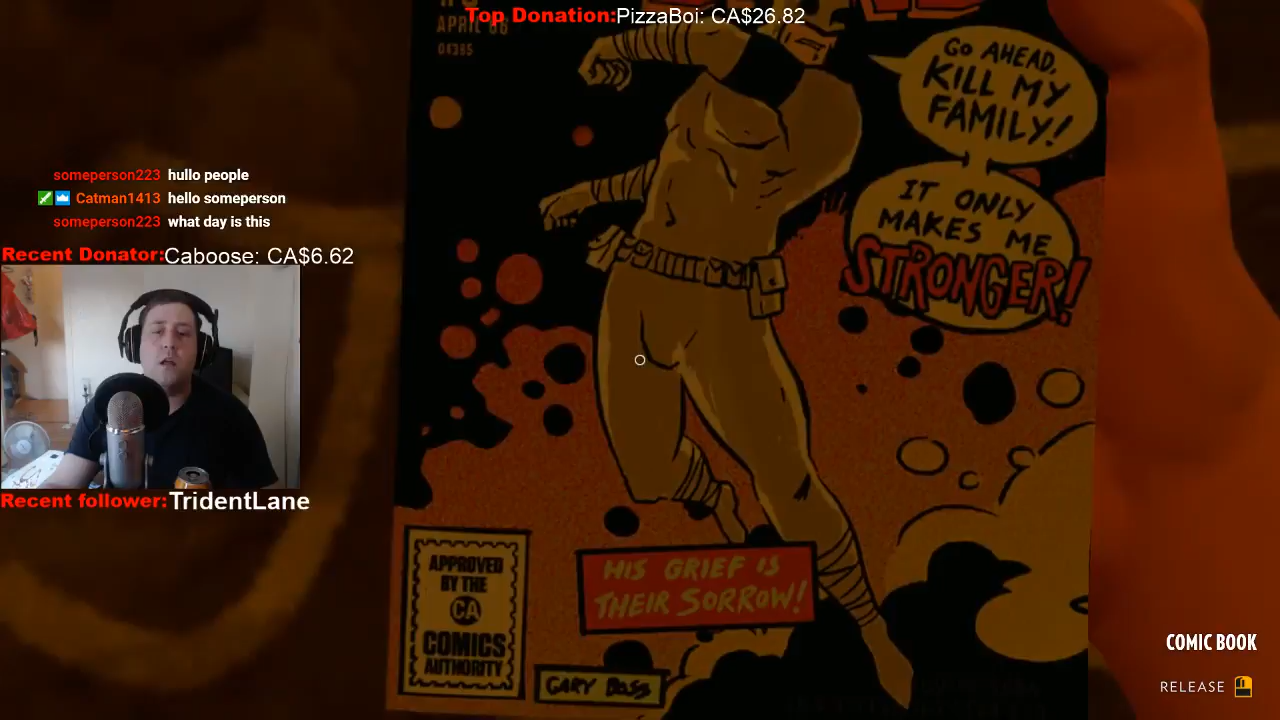 Top Donation:PizzaBoi: CA$26.82
APRIL 86
04385
GO AHEAD,
KILL MY
FAMILY!
IT ONLY
MAKES ME
STRONGER!
someperson223 hullo people
Catman1413 hello someperson
someperson223 what day is this
Recent Donator:Caboose: CA$6.62
Recent follower:TridentLane
HIS GRIEF IS
THEIR SORROW!
APPROVED
BY THE
CA
COMICS
AUTHORITY
GARY BOSS
COMIC BOOK
RELEASE